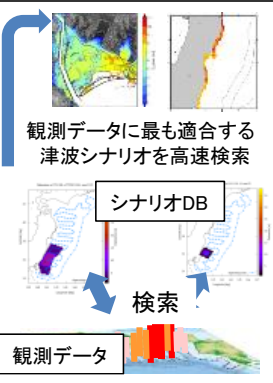 観測データに最も適合する
津波シナリオを高速検索
シナリオDB
検索
観測データ